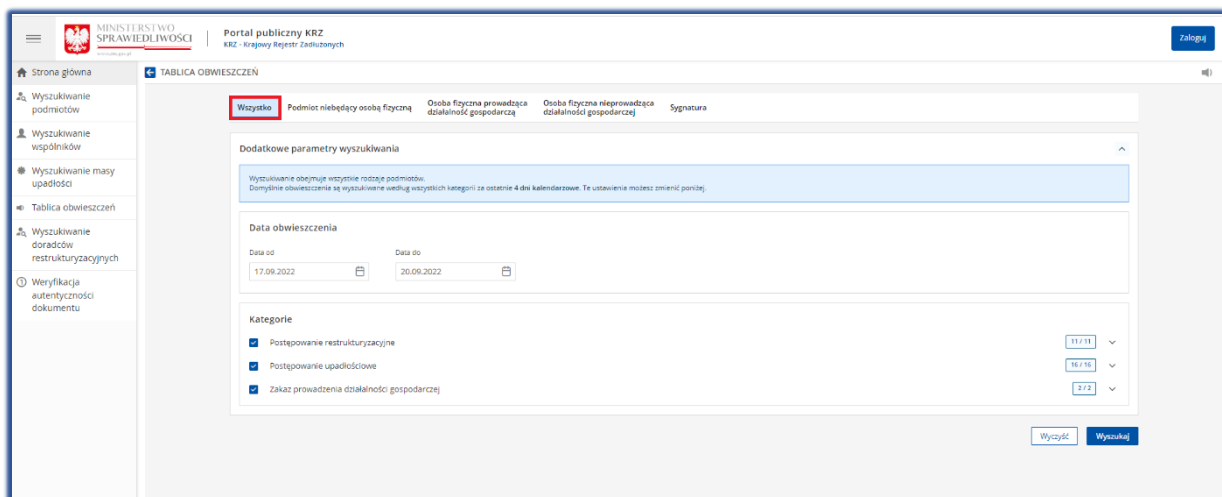 MINISTERSTWO
SPRAWIEDLIWOŚCI
Portal publiczny KRZ
KRZ - Krajowy Rejestr Zadłużonych
Zaloguj
Strona główna
Wyszukiwanie
podmiotów
Wyszukiwanie
wspólników
Wyszukiwanie masy
upadłości
Tablica obwieszczeń
Wyszukiwanie
doradców
restrukturyzacyjnych
Weryfikacja
autentyczności
dokumentu
TABLICA OBWIESZCZEŃ
Wszystko
Podmiot niebędący osobą fizyczną
Osoba fizyczna prowadząca
działalność gospodarczą
Osoba fizyczna nieprowadząca
działalności gospodarczej
Sygnatura
Dodatkowe parametry wyszukiwania
Wyszukiwanie obejmuje wszystkie rodzaje podmiotów.
Domyślnie obwieszczenia są wyszukiwane według wszystkich kategorii za ostatnie 4 dni kalendarzowe. Te ustawienia możesz zmienić poniżej.
Data obwieszczenia
Data od
Data do
17.09.2022
20.09.2022
Kategorie
Postępowanie restrukturyzacyjne
11 / 11
Postępowanie upadłościowe
16 / 16
Zakaz prowadzenia działalności gospodarczej
2 / 2
Wyczyść
Wyszukaj